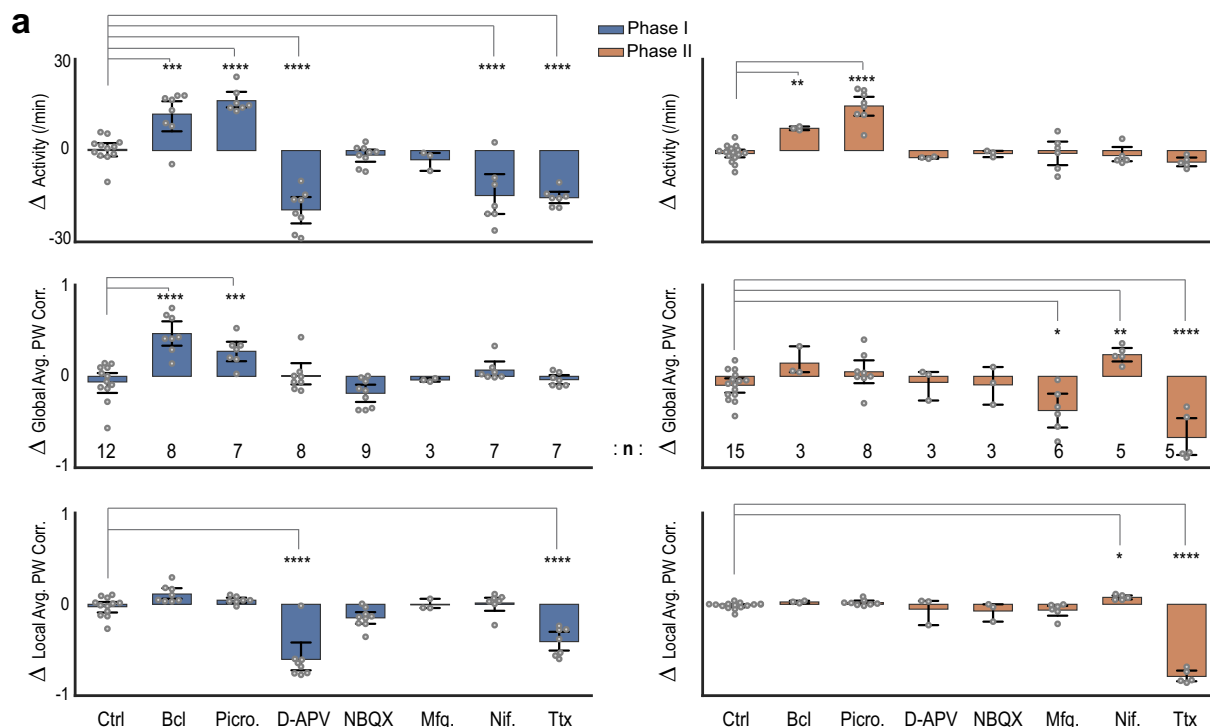 a
Phase I
Phase II
Δ Activity (/min)
30
0
-30
*** **** **** **** ****
Δ Activity (/min)
** ****
Δ Global Avg. PW Corr.
1
0
-1
**** ***
12 8 7 8 9 3 7 7
: n :
Δ Global Avg. PW Corr.
* ** ****
15 3 8 3 3 6 5 5
Δ Local Avg. PW Corr.
1
0
-1
**** ****
Δ Local Avg. PW Corr.
* ****
Ctrl Bcl Picro. D-APV NBQX Mfq. Nif. Ttx
Ctrl Bcl Picro. D-APV NBQX Mfq. Nif. Ttx